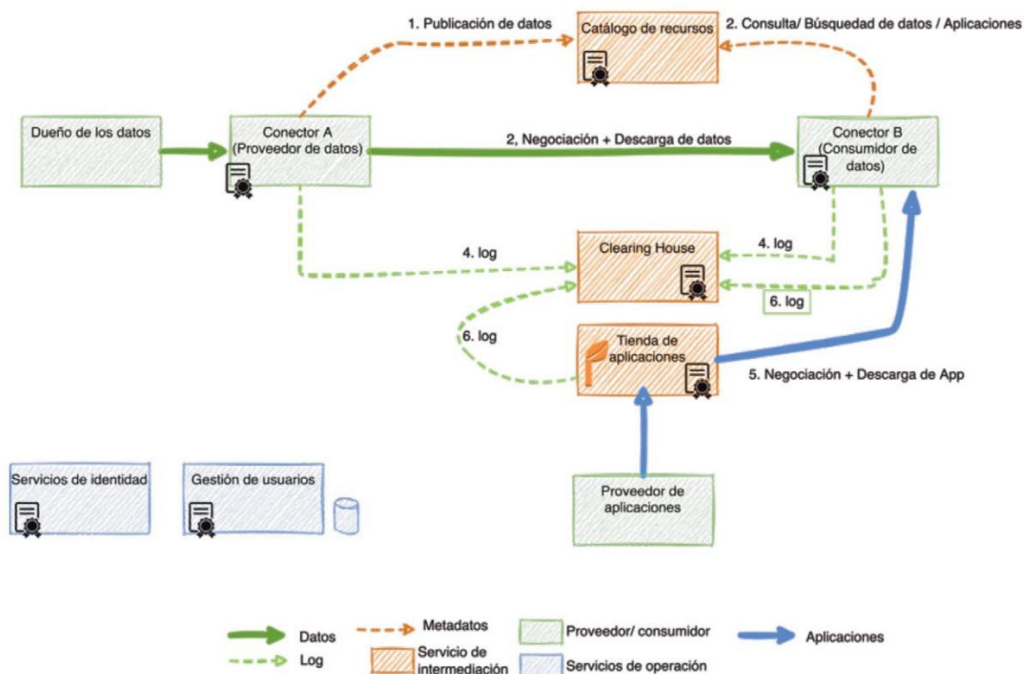 1. Publicación de datos
Catálogo de recursos
2. Consulta/ Búsquedad de datos / Aplicaciones
Dueño de los datos
Conector A
(Proveedor de datos)
2, Negociación + Descarga de datos
Conector B
(Consumidor de
datos)
4. log
Clearing House
4. log
6. log
6. log
Tienda de
aplicaciones
5. Negociación + Descarga de App
Servicios de identidad
Gestión de usuarios
Proveedor de
aplicaciones
Datos
Metadatos
Proveedor/ consumidor
Aplicaciones
Log
Servicio de
intermediación
Servicios de operación